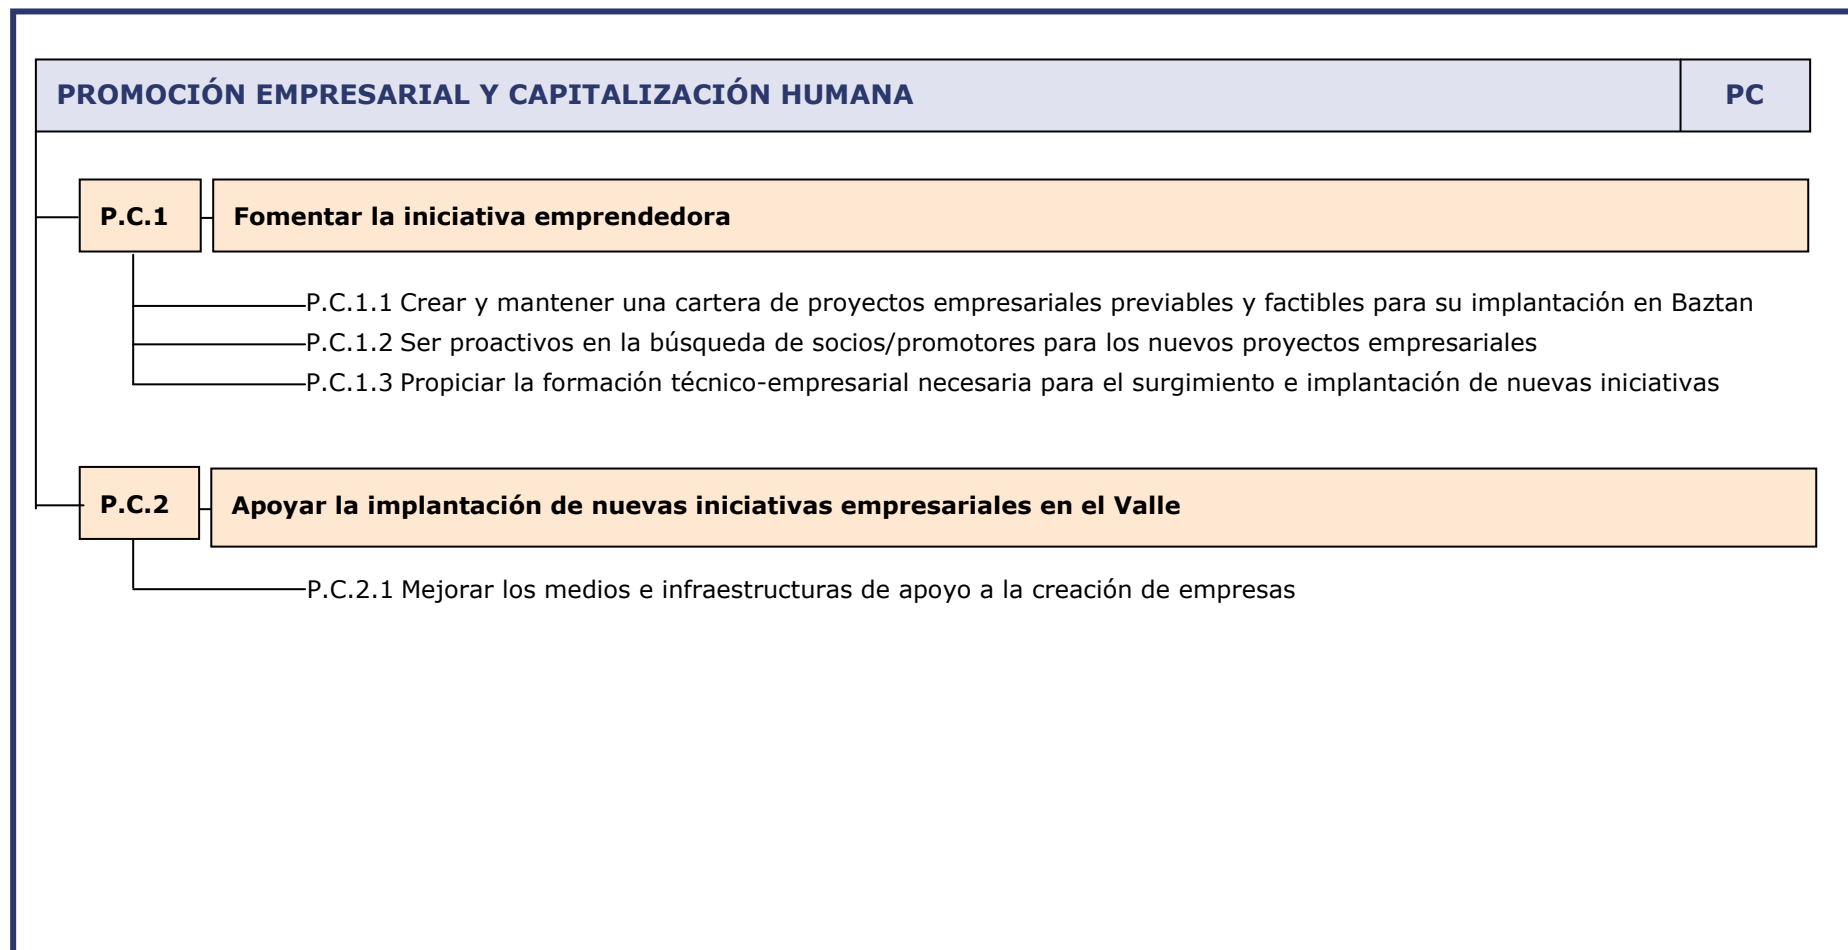 PROMOCIÓN EMPRESARIAL Y CAPITALIZACIÓN HUMANA PC
P.C.1 Fomentar la iniciativa emprendedora
P.C.1.1 Crear y mantener una cartera de proyectos empresariales previables y factibles para su implantación en Baztan
P.C.1.2 Ser proactivos en la búsqueda de socios/promotores para los nuevos proyectos empresariales
P.C.1.3 Propiciar la formación técnico-empresarial necesaria para el surgimiento e implantación de nuevas iniciativas
P.C.2 Apoyar la implantación de nuevas iniciativas empresariales en el Valle
P.C.2.1 Mejorar los medios e infraestructuras de apoyo a la creación de empresas